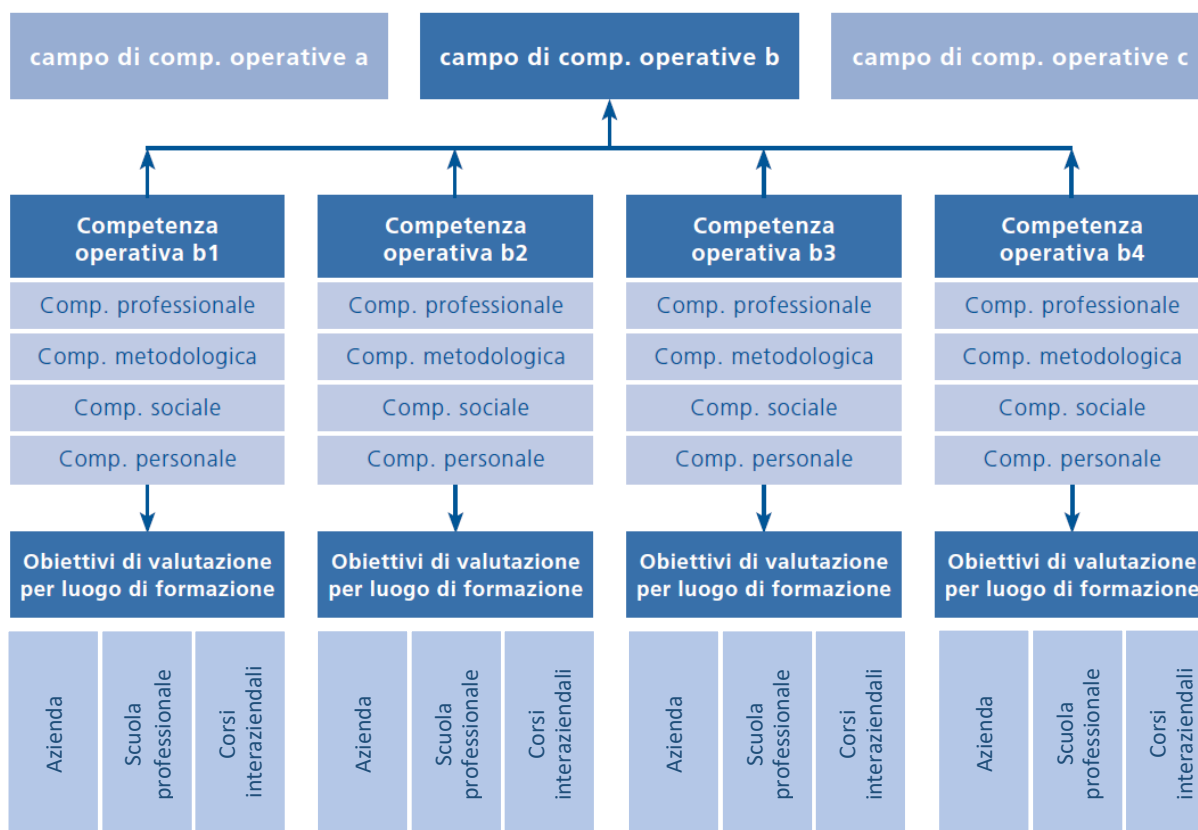 campo di comp. operative a
campo di comp. operative b
campo di comp. operative c
Competenza
operativa b1
Comp. professionale
Comp. metodologica
Comp. sociale
Comp. personale
Obiettivi di valutazione
per luogo di formazione
Azienda
Scuola
professionale
Corsi
interaziendali
Competenza
operativa b2
Comp. professionale
Comp. metodologica
Comp. sociale
Comp. personale
Obiettivi di valutazione
per luogo di formazione
Azienda
Scuola
professionale
Corsi
interaziendali
Competenza
operativa b3
Comp. professionale
Comp. metodologica
Comp. sociale
Comp. personale
Obiettivi di valutazione
per luogo di formazione
Azienda
Scuola
professionale
Corsi
interaziendali
Competenza
operativa b4
Comp. professionale
Comp. metodologica
Comp. sociale
Comp. personale
Obiettivi di valutazione
per luogo di formazione
Azienda
Scuola
professionale
Corsi
interaziendali